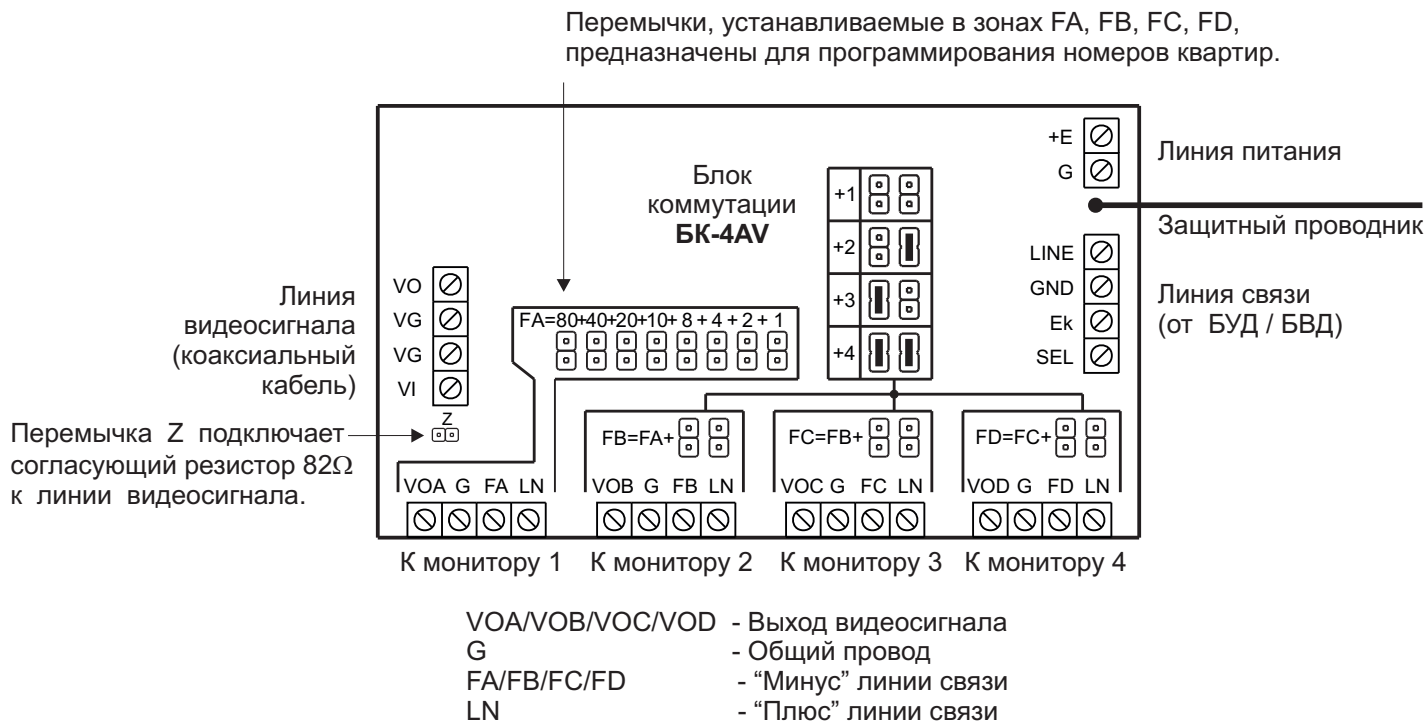 Перемычки, устанавливаемые в зонах FA, FB, FC, FD,
предназначены для программирования номеров квартир.
Блок
коммутации
БК-4AV
+1
+2
+3
+4
+E
G
Линия питания
Защитный проводник
LINE
GND
Ek
SEL
Линия связи
(от БУД / БВД)
Линия
видеосигнала
(коаксиальный
кабель)
VO
VG
VG
VI
Z
FA=80+40+20+10+ 8 + 4 + 2 + 1
Перемычка Z подключает
согласующий резистор 82Ω
к линии видеосигнала.
FB=FA+
FC=FB+
FD=FC+
VOA G FA LN
VOB G FB LN
VOC G FC LN
VOD G FD LN
К монитору 1
К монитору 2
К монитору 3
К монитору 4
VOA/VOB/VOC/VOD - Выход видеосигнала
G - Общий провод
FA/FB/FC/FD - “Минус” линии связи
LN - “Плюс” линии связи